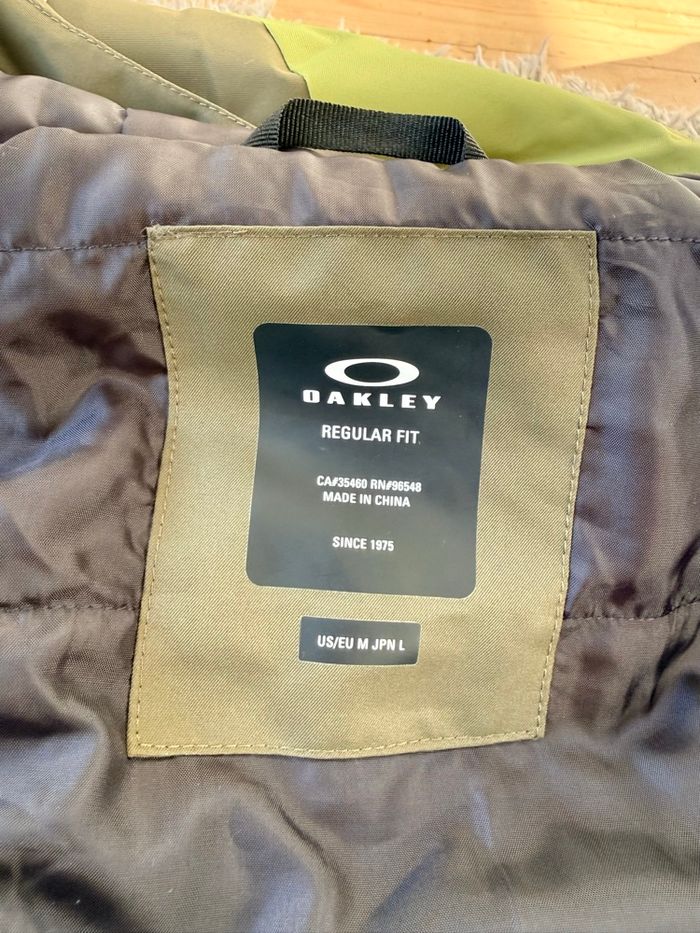 OAKLEY
REGULAR FIT
CA#35460 RN#96548
MADE IN CHINA
SINCE 1975
US/EU M JPN L